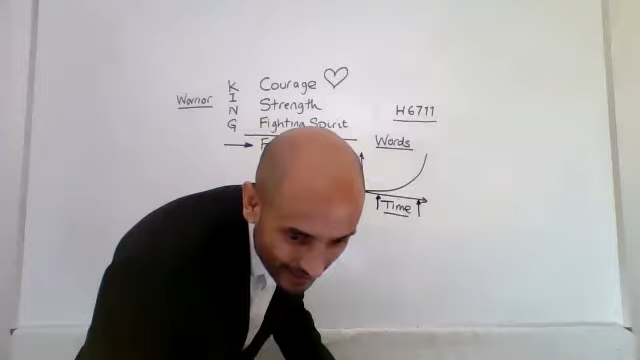 K Courage
Warrior I Strength
N Fighting Spirit
G
H6711
Words
Time